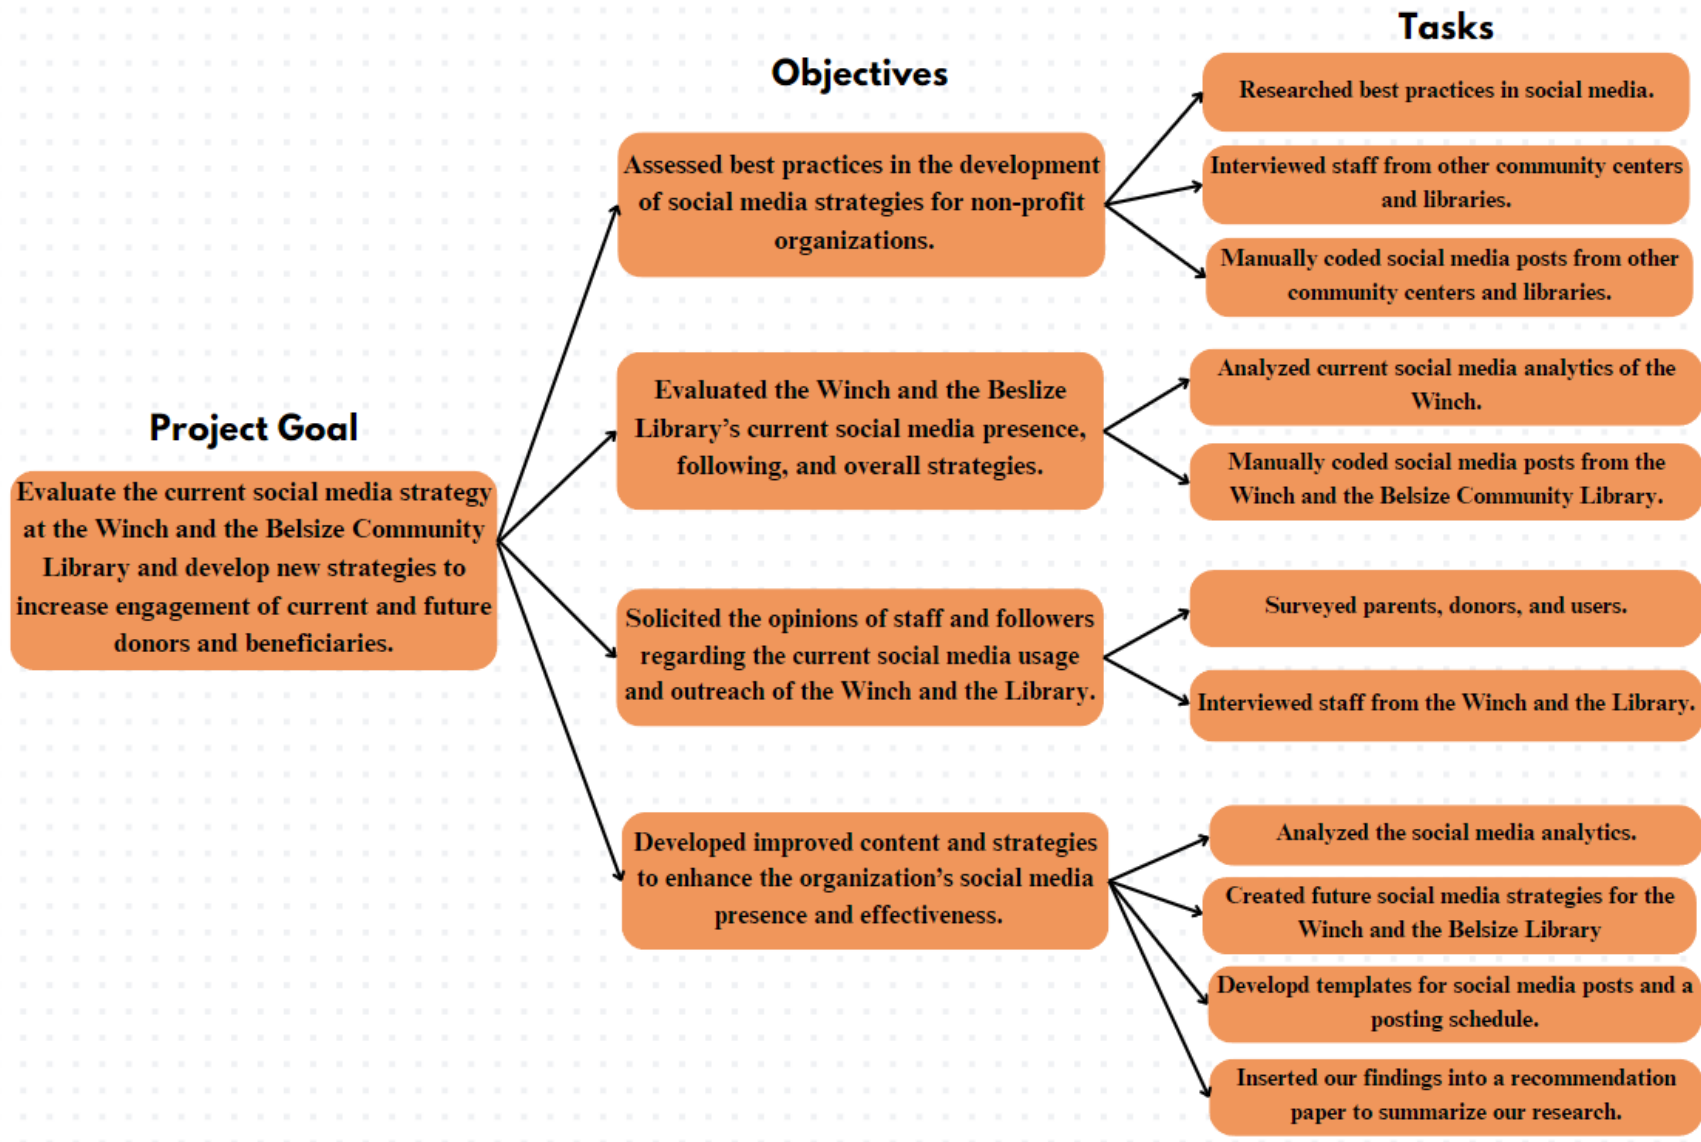 Project Goal
Evaluate the current social media strategy
at the Winch and the Belsize Community
Library and develop new strategies to
increase engagement of current and future
donors and beneficiaries.
Objectives
Assessed best practices in the development
of social media strategies for non-profit
organizations.
Evaluated the Winch and the Beslize
Library’s current social media presence,
following, and overall strategies.
Solicited the opinions of staff and followers
regarding the current social media usage
and outreach of the Winch and the Library.
Developed improved content and strategies
to enhance the organization’s social media
presence and effectiveness.
Tasks
Researched best practices in social media.
Interviewed staff from other community centers
and libraries.
Manually coded social media posts from other
community centers and libraries.
Analyzed current social media analytics of the
Winch.
Manually coded social media posts from the
Winch and the Belsize Community Library.
Surveyed parents, donors, and users.
Interviewed staff from the Winch and the Library.
Analyzed the social media analytics.
Created future social media strategies for the
Winch and the Belsize Library
Developd templates for social media posts and a
posting schedule.
Inserted our findings into a recommendation
paper to summarize our research.